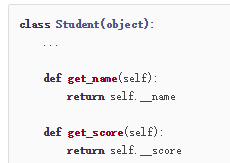 class Student(object):
    ...

    def get_name(self):
        return self.__name

    def get_score(self):
        return self.__score